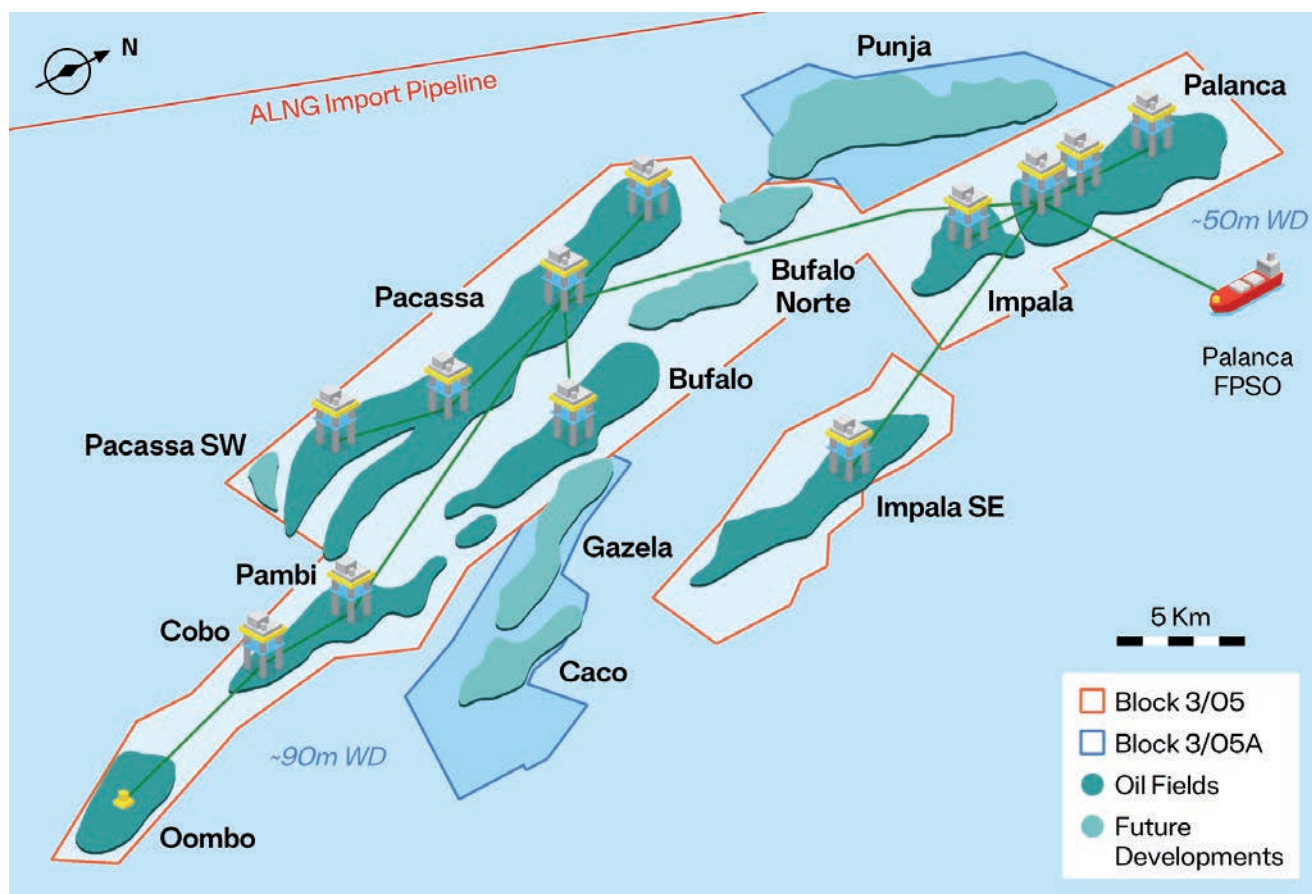 N
ALNG Import Pipeline
Punja
Palanca
~50m WD
Pacassa
Bufalo
Norte
Impala
Palanca
FPSO
Bufalo
Pacassa SW
Impala SE
Gazela
Pambi
Cobo
Caco
~90m WD
Oombo
5 Km
Block 3/05
Block 3/05A
Oil Fields
Future
Developments